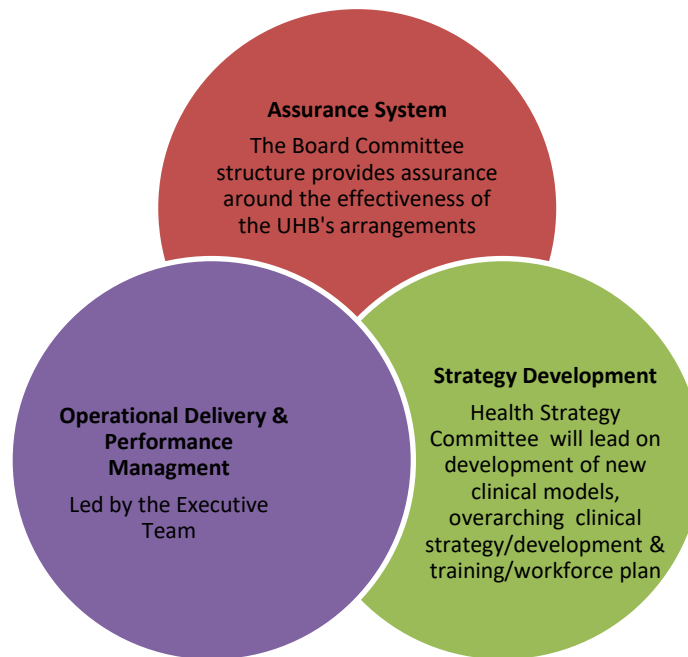 Assurance System
The Board Committee
structure provides assurance
around the effectiveness of
the UHB's arrangements
Operational Delivery &
Performance
Managment
Led by the Executive
Team
Strategy Development
Health Strategy
Committee will lead on
development of new
clinical models,
overarching clinical
strategy/development &
training/workforce plan